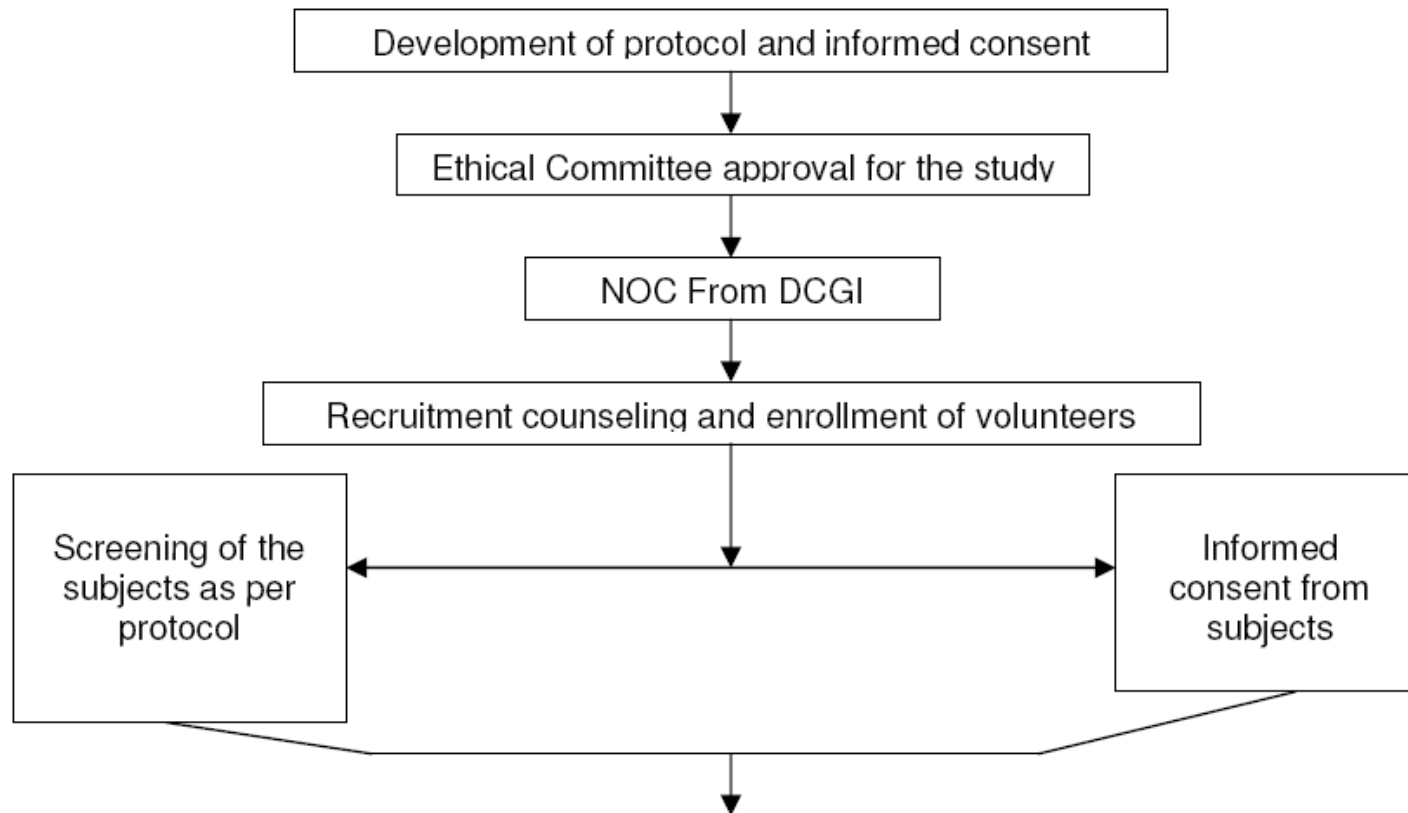 Development of protocol and informed consent
Ethical Committee approval for the study
NOC From DCGI
Recruitment counseling and enrollment of volunteers
Screening of the
subjects as per
protocol
Informed
consent from
subjects